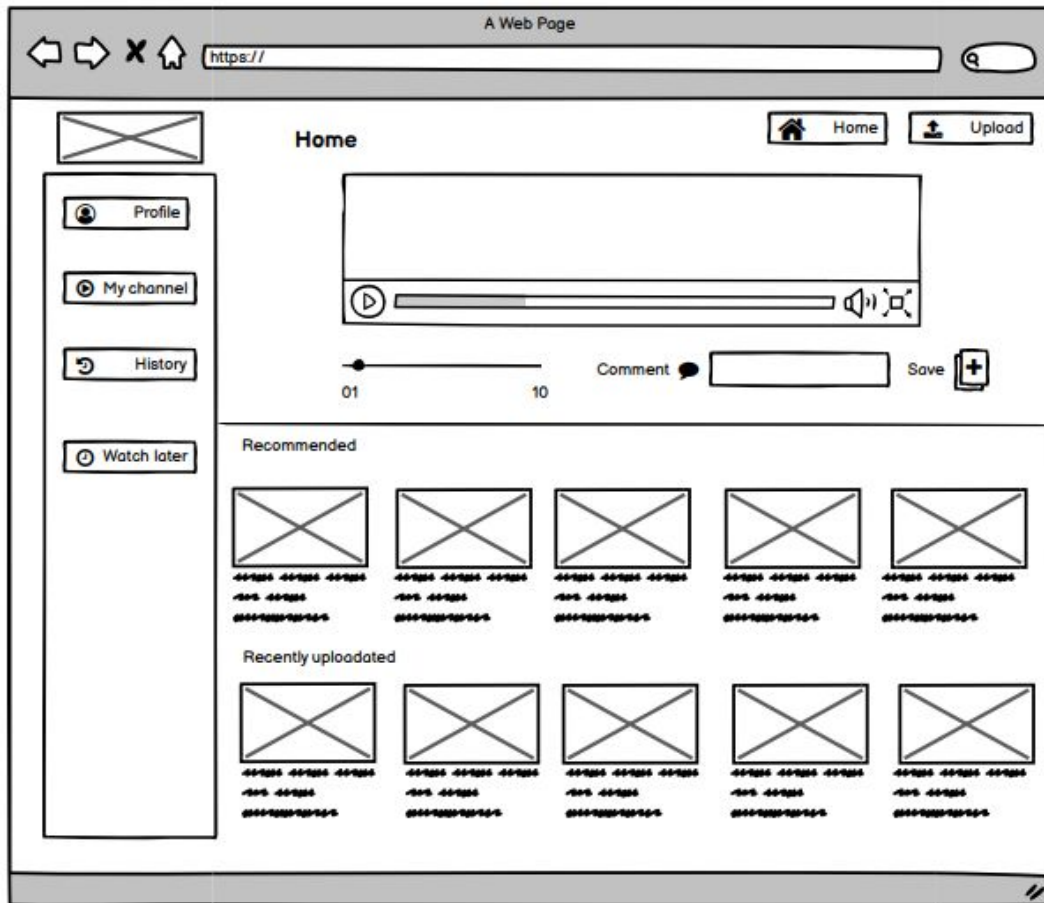 A Web Page
https://
Home
Home
Upload
Profile
My channel
History
Watch later
01
10
Comment
Save
Recommended
Recently uploadated